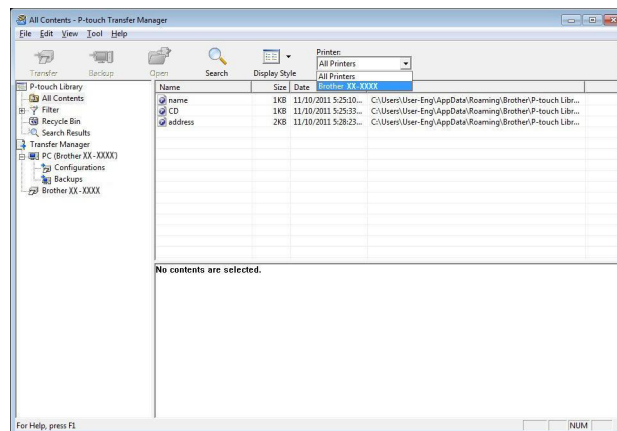 All Contents - P-touch Transfer Manager
File Edit View Tool Help
Transfer Backup Open Search Display Style
Printer:
All Printers
All Printers
Brother XX-XXXX
P-touch Library
All Contents
Filter
Recycle Bin
Search Results
Transfer Manager
PC (Brother XX-XXXX)
Configurations
Backups
Brother XX-XXXX
Name Size Date
name 1KB 11/10/2011 5:25:10... C:\Users\User-Eng\AppData\Roaming\Brother\P-touch Libr...
CD 1KB 11/10/2011 5:25:33... C:\Users\User-Eng\AppData\Roaming\Brother\P-touch Libr...
address 2KB 11/10/2011 5:28:23... C:\Users\User-Eng\AppData\Roaming\Brother\P-touch Libr...
No contents are selected.
For Help, press F1 NUM